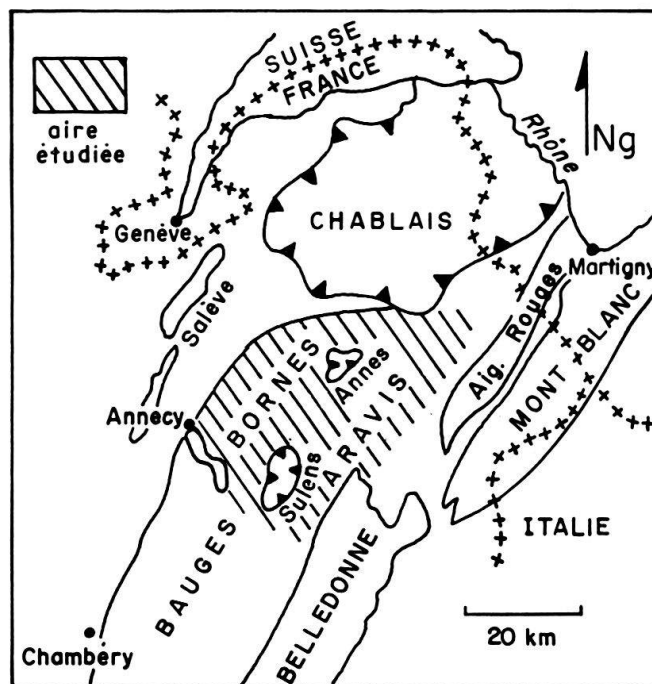 SUISSE
FRANCE
aire
étudiée
Rhône
Ng
CHABLAIS
Genève
Martigny
Salève
Aig. Rouges
MONT BLANC
BORNES
Annes
ARAVIS
Annecy
Sulens
ITALIE
BAUGES
BELLEDONNE
20 km
Chambéry